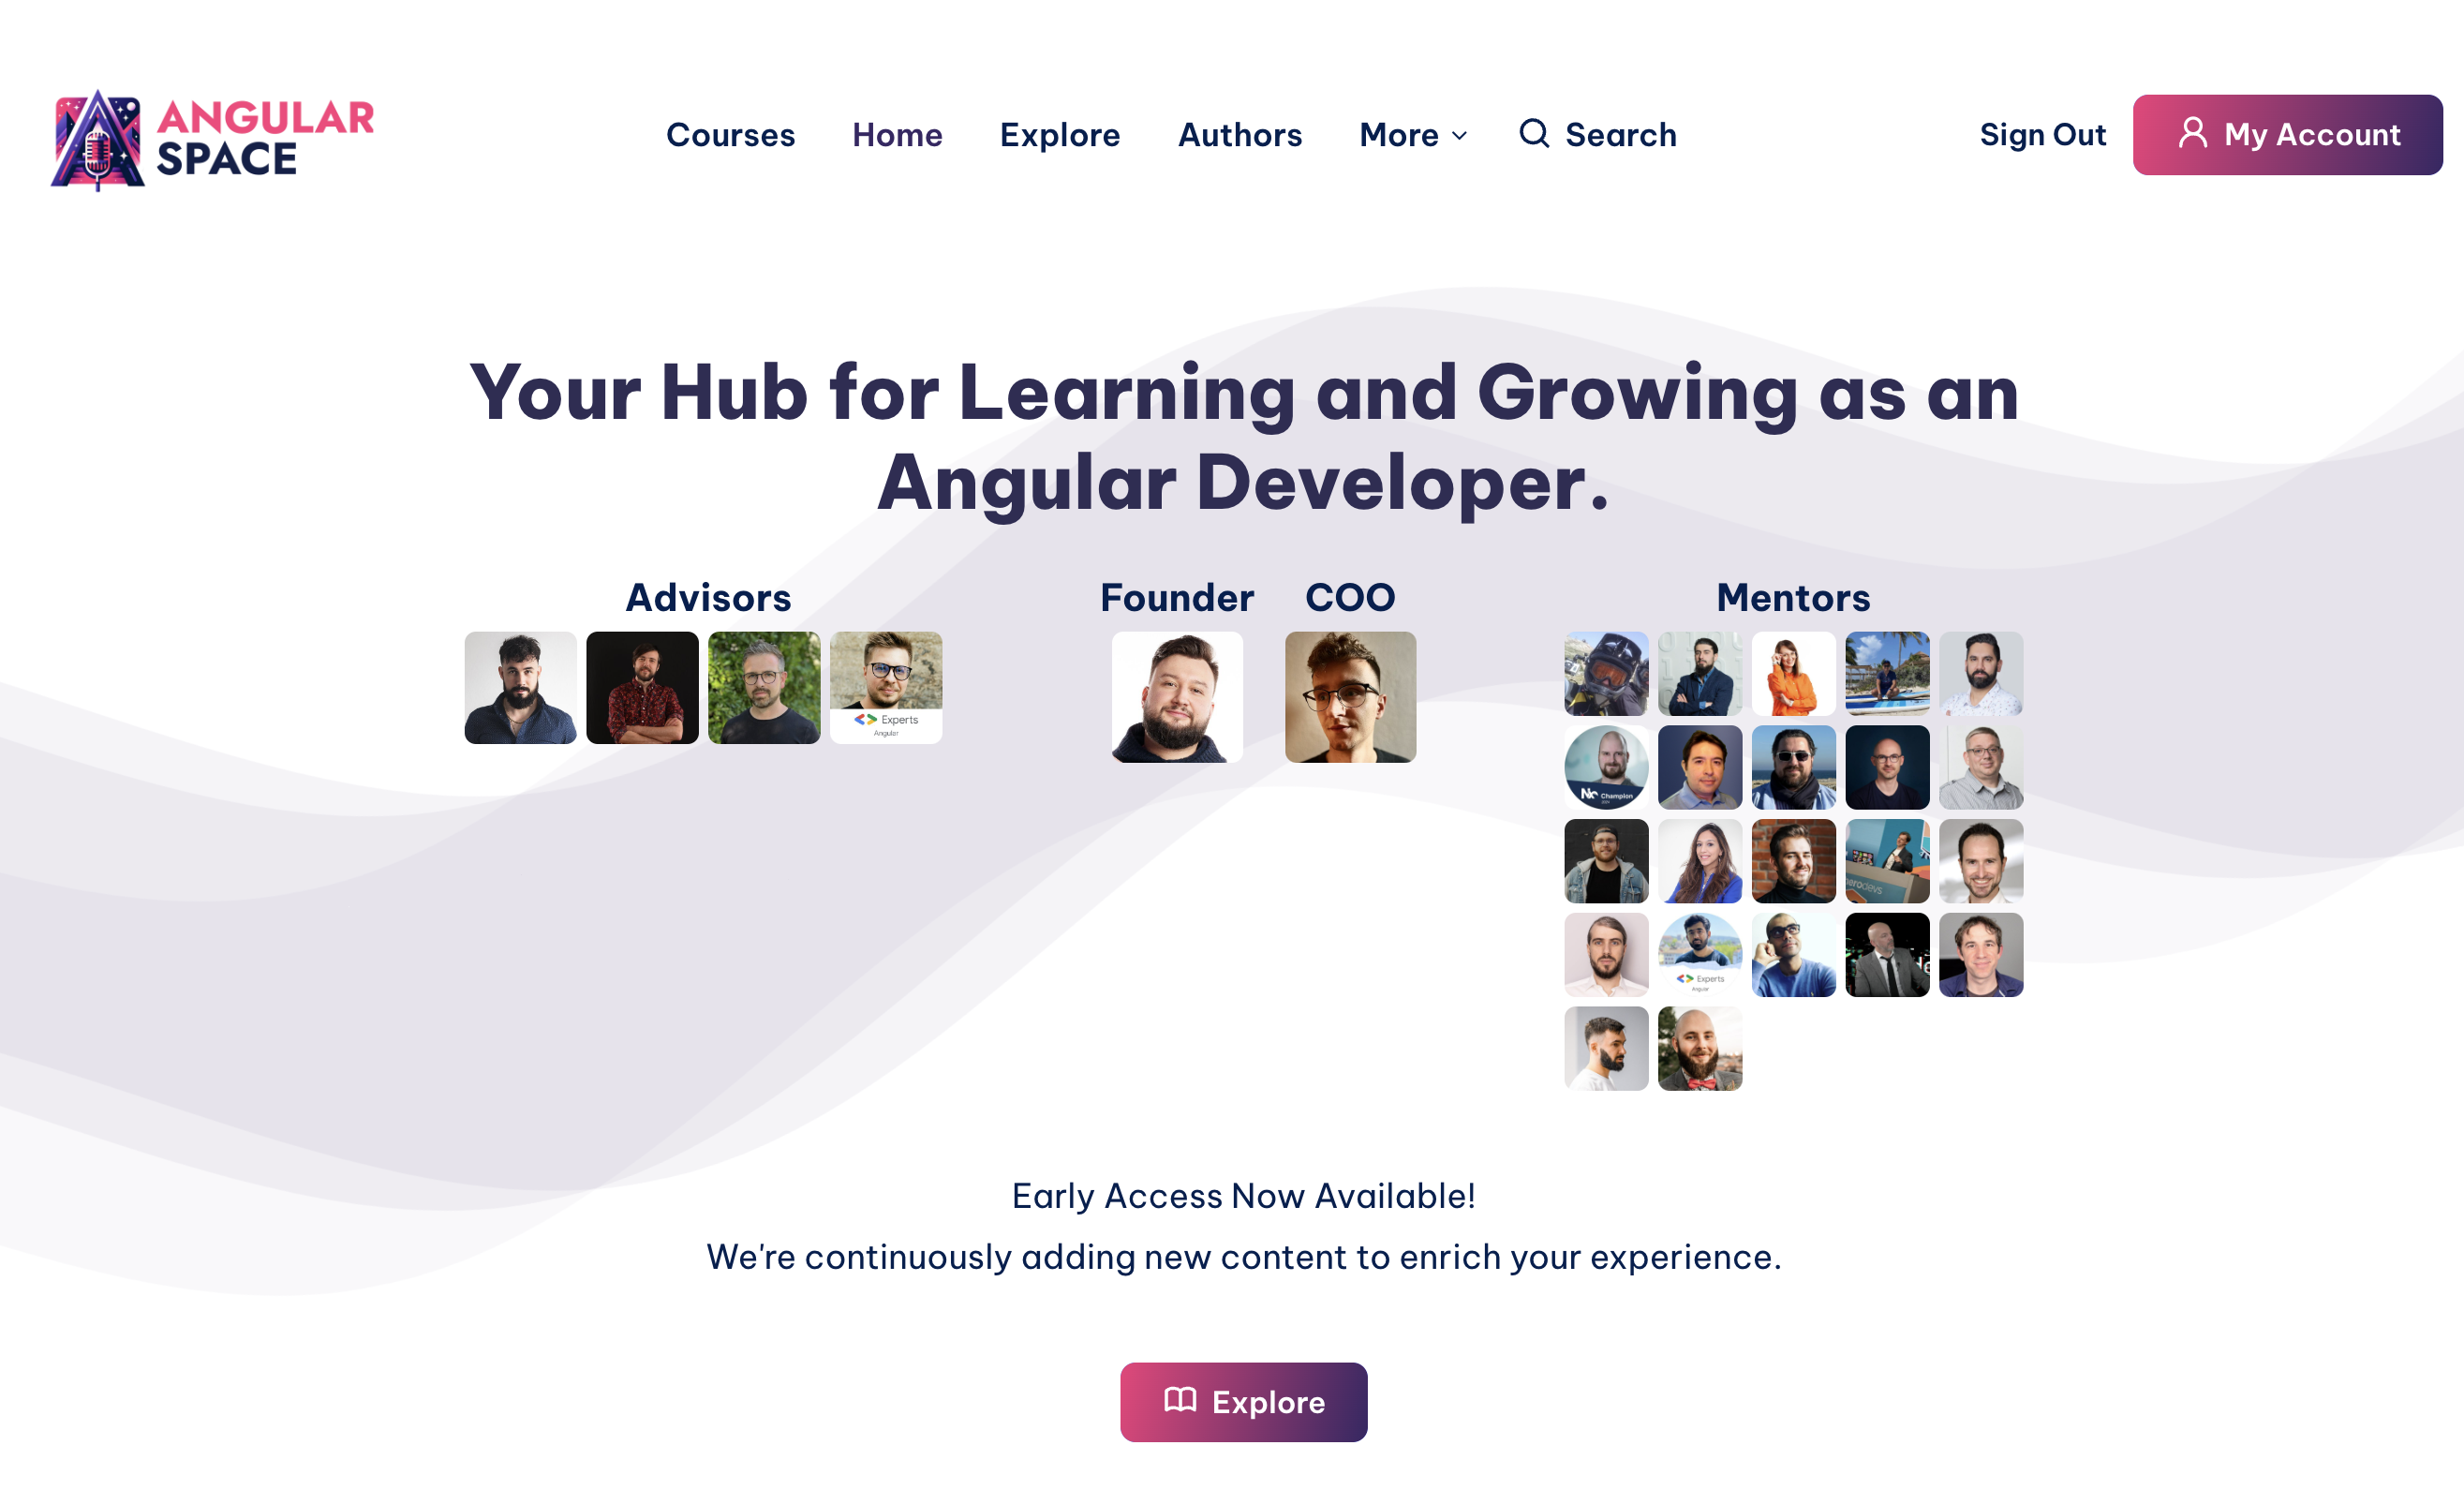 ANGULAR
SPACE
Courses Home Explore Authors More Search Sign Out My Account
Your Hub for Learning and Growing as an
Angular Developer.
Advisors Founder COO Mentors
Experts
Angular
Nx Champion
Experts
Angular
Early Access Now Available!
We're continuously adding new content to enrich your experience.
Explore